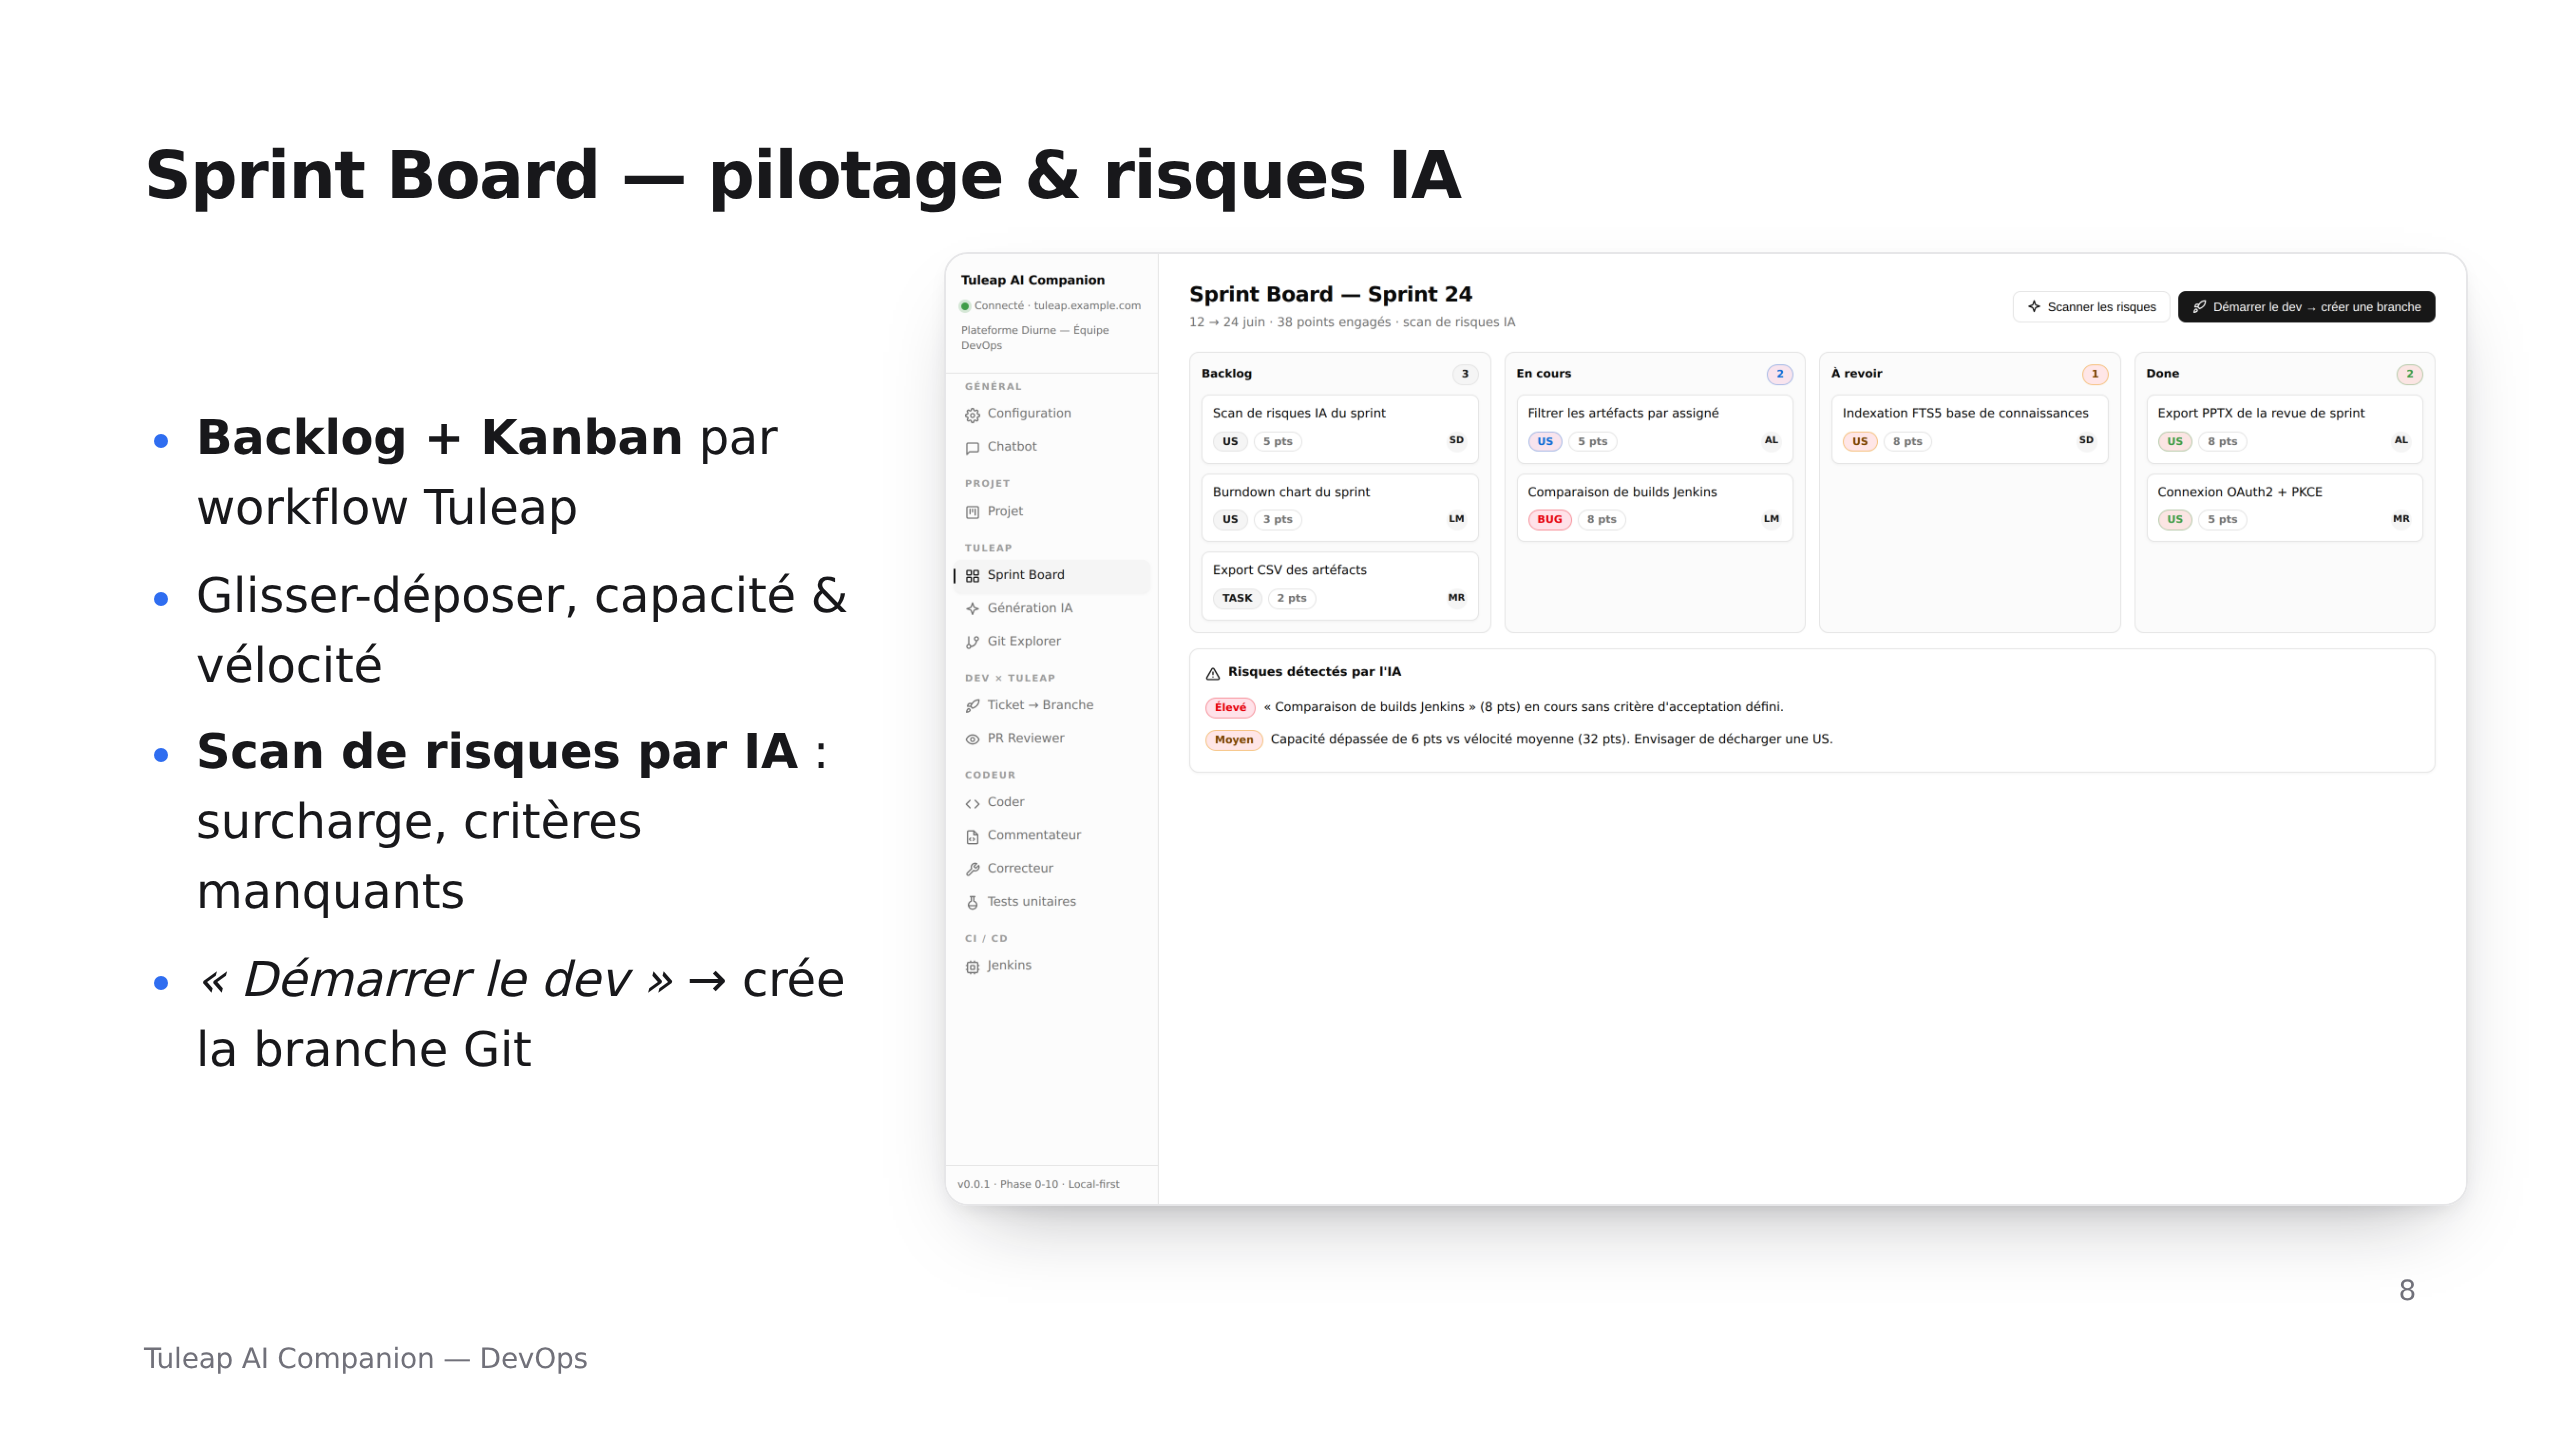 Sprint Board — pilotage & risques IA
• Backlog + Kanban par
workflow Tuleap
• Glisser-déposer, capacité &
vélocité
• Scan de risques par IA :
surcharge, critères
manquants
• « Démarrer le dev » → crée
la branche Git
Tuleap AI Companion
Connecté · tuleap.example.com
Plateforme Diurne — Équipe
DevOps
GÉNÉRAL
Configuration
Chatbot
PROJET
Projet
TULEAP
Sprint Board
Génération IA
Git Explorer
DEV × TULEAP
Ticket → Branche
PR Reviewer
CODEUR
Coder
Commentateur
Correcteur
Tests unitaires
CI / CD
Jenkins
v0.0.1 · Phase 0-10 · Local-first
Sprint Board — Sprint 24
12 → 24 juin · 38 points engagés · scan de risques IA
Scanner les risques
Démarrer le dev → créer une branche
Backlog 3
Scan de risques IA du sprint
US 5 pts SD
Burndown chart du sprint
US 3 pts LM
Export CSV des artéfacts
TASK 2 pts MR
En cours 2
Filtrer les artéfacts par assigné
US 5 pts AL
Comparaison de builds Jenkins
BUG 8 pts LM
À revoir 1
Indexation FTS5 base de connaissances
US 8 pts SD
Done 2
Export PPTX de la revue de sprint
US 8 pts AL
Connexion OAuth2 + PKCE
US 5 pts MR
Risques détectés par l'IA
Élevé « Comparaison de builds Jenkins » (8 pts) en cours sans critère d'acceptation défini.
Moyen Capacité dépassée de 6 pts vs vélocité moyenne (32 pts). Envisager de décharger une US.
8
Tuleap AI Companion — DevOps